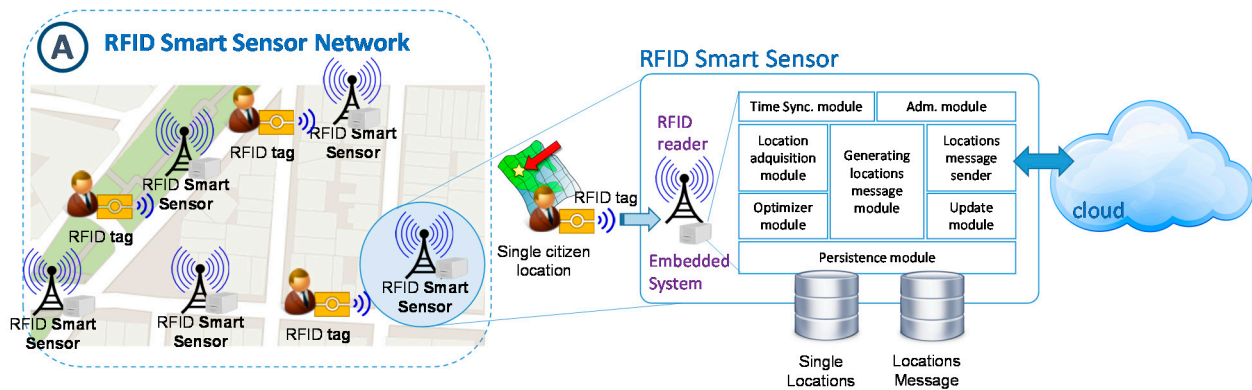 A
RFID Smart Sensor Network
RFID tag
RFID Smart
Sensor
RFID Smart
Sensor
RFID tag
RFID Smart
Sensor
RFID Smart
Sensor
RFID tag
RFID Smart
Sensor
Single citizen
location
RFID tag
RFID Smart Sensor
RFID
reader
Embedded
System
Time Sync. module
Adm. module
Location
adquisition
module
Generating
locations
message
module
Locations
message
sender
Optimizer
module
Update
module
Persistence module
Single
Locations
Locations
Message
cloud